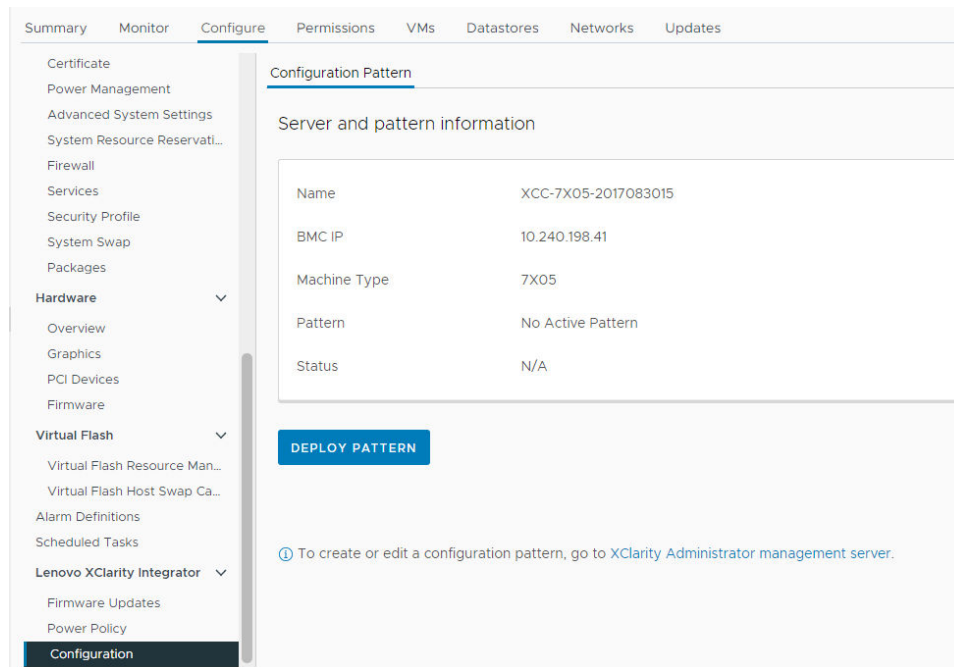 Summary Monitor Configure Permissions VMs Datastores Networks Updates
Certificate
Power Management
Advanced System Settings
System Resource Reservati...
Firewall
Services
Security Profile
System Swap
Packages
Hardware
Overview
Graphics
PCI Devices
Firmware
Virtual Flash
Virtual Flash Resource Man...
Virtual Flash Host Swap Ca...
Alarm Definitions
Scheduled Tasks
Lenovo XClarity Integrator
Firmware Updates
Power Policy
Configuration
Configuration Pattern
Server and pattern information
Name XCC-7X05-2017083015
BMC IP 10.240.198.41
Machine Type 7X05
Pattern No Active Pattern
Status N/A
DEPLOY PATTERN
To create or edit a configuration pattern, go to XClarity Administrator management server.